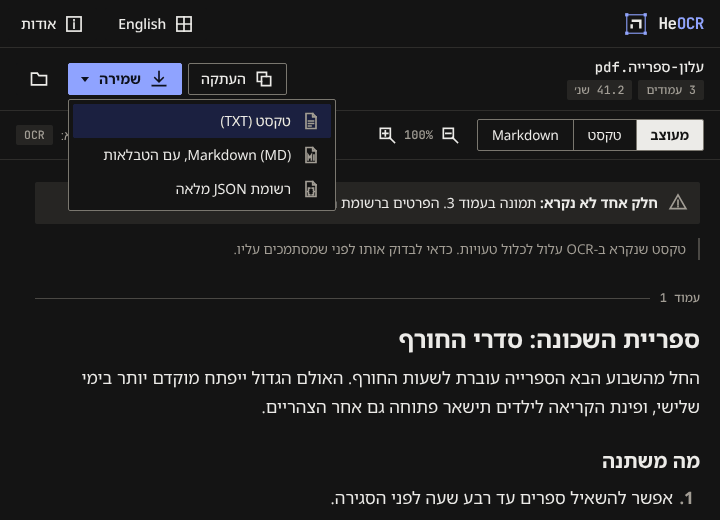 HeOCR
English
אודות
עלון-ספרייה.pdf
3 עמודים
41.2 שני
העתקה
שמירה
טקסט (TXT)
Markdown (MD), עם הטבלאות
רשומת JSON מלאה
מעוצב
טקסט
Markdown
100%
OCR
חלק אחד לא נקרא: תמונה בעמוד 3. הפרטים ברשומת
טקסט שנקרא ב-OCR עלול לכלול טעויות. כדאי לבדוק אותו לפני שמסתמכים עליו.
עמוד 1
ספריית השכונה: סדרי החורף
החל מהשבוע הבא הספרייה עוברת לשעות החורף. האולם הגדול ייפתח מוקדם יותר בימי
שלישי, ופינת הקריאה לילדים תישאר פתוחה גם אחר הצהריים.
מה משתנה
1. אפשר להשאיל ספרים עד רבע שעה לפני הסגירה.